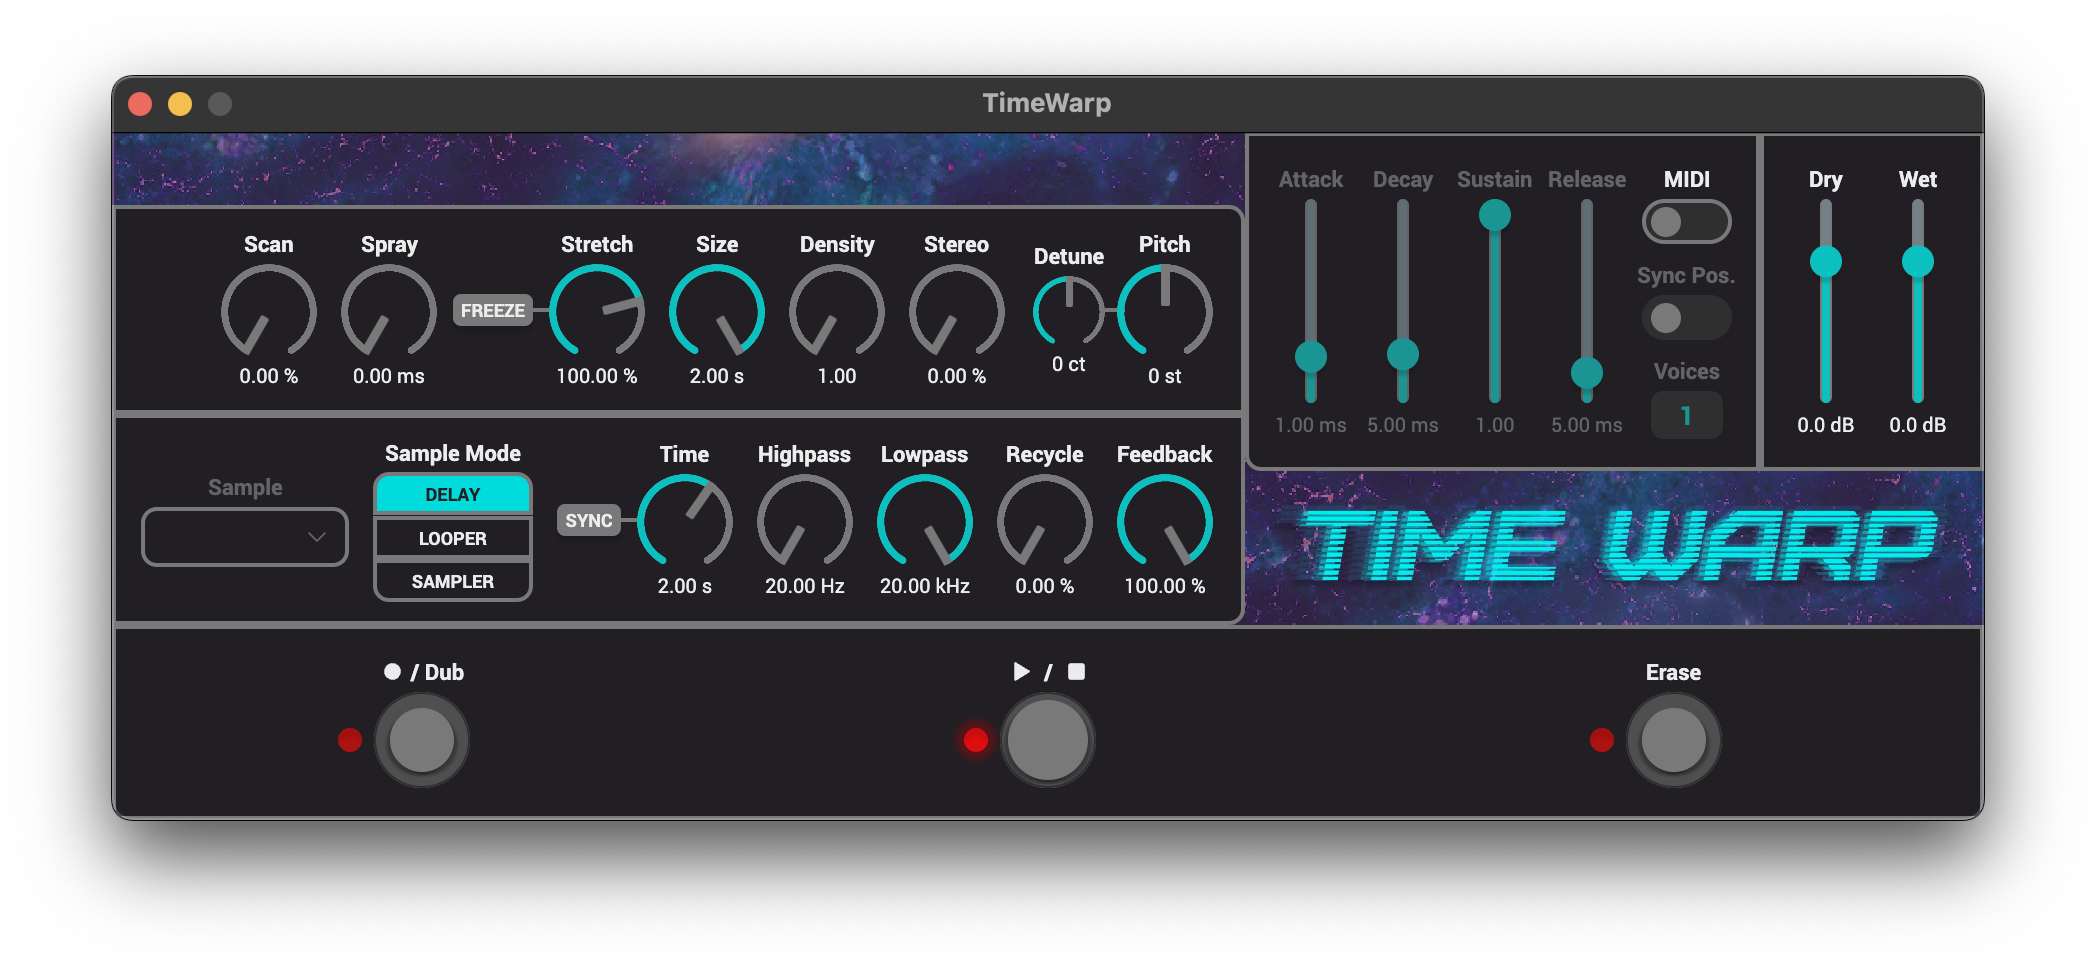 TimeWarp
Scan
Spray
Stretch
Size
Density
Stereo
Detune
Pitch
FREEZE
0.00 %
0.00 ms
100.00 %
2.00 s
1.00
0.00 %
0 ct
0 st
Attack
Decay
Sustain
Release
MIDI
Sync Pos.
Voices
1
1.00 ms
5.00 ms
1.00
5.00 ms
Dry
Wet
0.0 dB
0.0 dB
Sample
Sample Mode
DELAY
LOOPER
SAMPLER
SYNC
Time
Highpass
Lowpass
Recycle
Feedback
2.00 s
20.00 Hz
20.00 kHz
0.00 %
100.00 %
TIME WARP
/ Dub
/
Erase